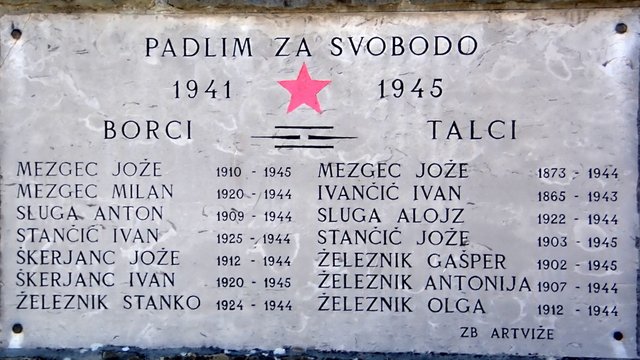 PADLIM ZA SVOBODO
1941 1945
BORCI TALCI
MEZGEC JOŽE 1910 - 1945 MEZGEC JOŽE 1873 - 1944
MEZGEC MILAN 1920 - 1944 IVANČIČ IVAN 1865 - 1943
SLUGA ANTON 1909 - 1944 SLUGA ALOJZ 1922 - 1944
STANČIČ IVAN 1925 - 1944 STANČIČ JOŽE 1903 - 1945
ŠKERJANC JOŽE 1912 - 1944 ŽELEZNIK GAŠPER 1902 - 1945
ŠKERJANC IVAN 1920 - 1945 ŽELEZNIK ANTONIJA 1907 - 1944
ŽELEZNIK STANKO 1924 - 1944 ŽELEZNIK OLGA 1912 - 1944
ZB ARTVIŽE